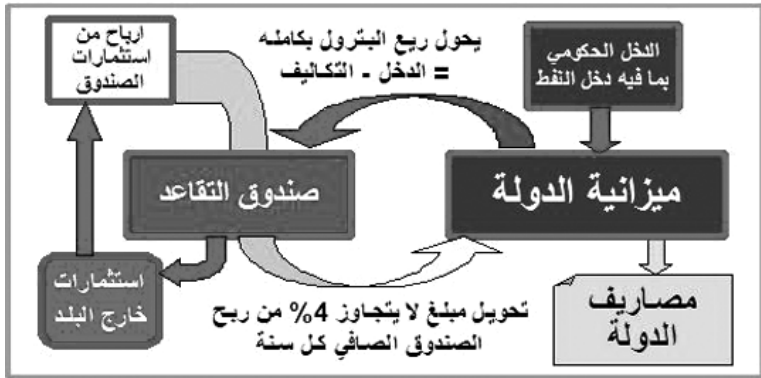 الدخل الحكومي
بما فيه دخل النفط
يحول ريع البترول بكامله
= الدخل - التكاليف
ارباح من
استثمارات
الصندوق
ميزانية الدولة
صندوق التقاعد
استثمارات
خارج البلد
تحويل مبلغ لا يتجاوز 4% من ربح
الصندوق الصافي كل سنة
مصاريف
الدولة